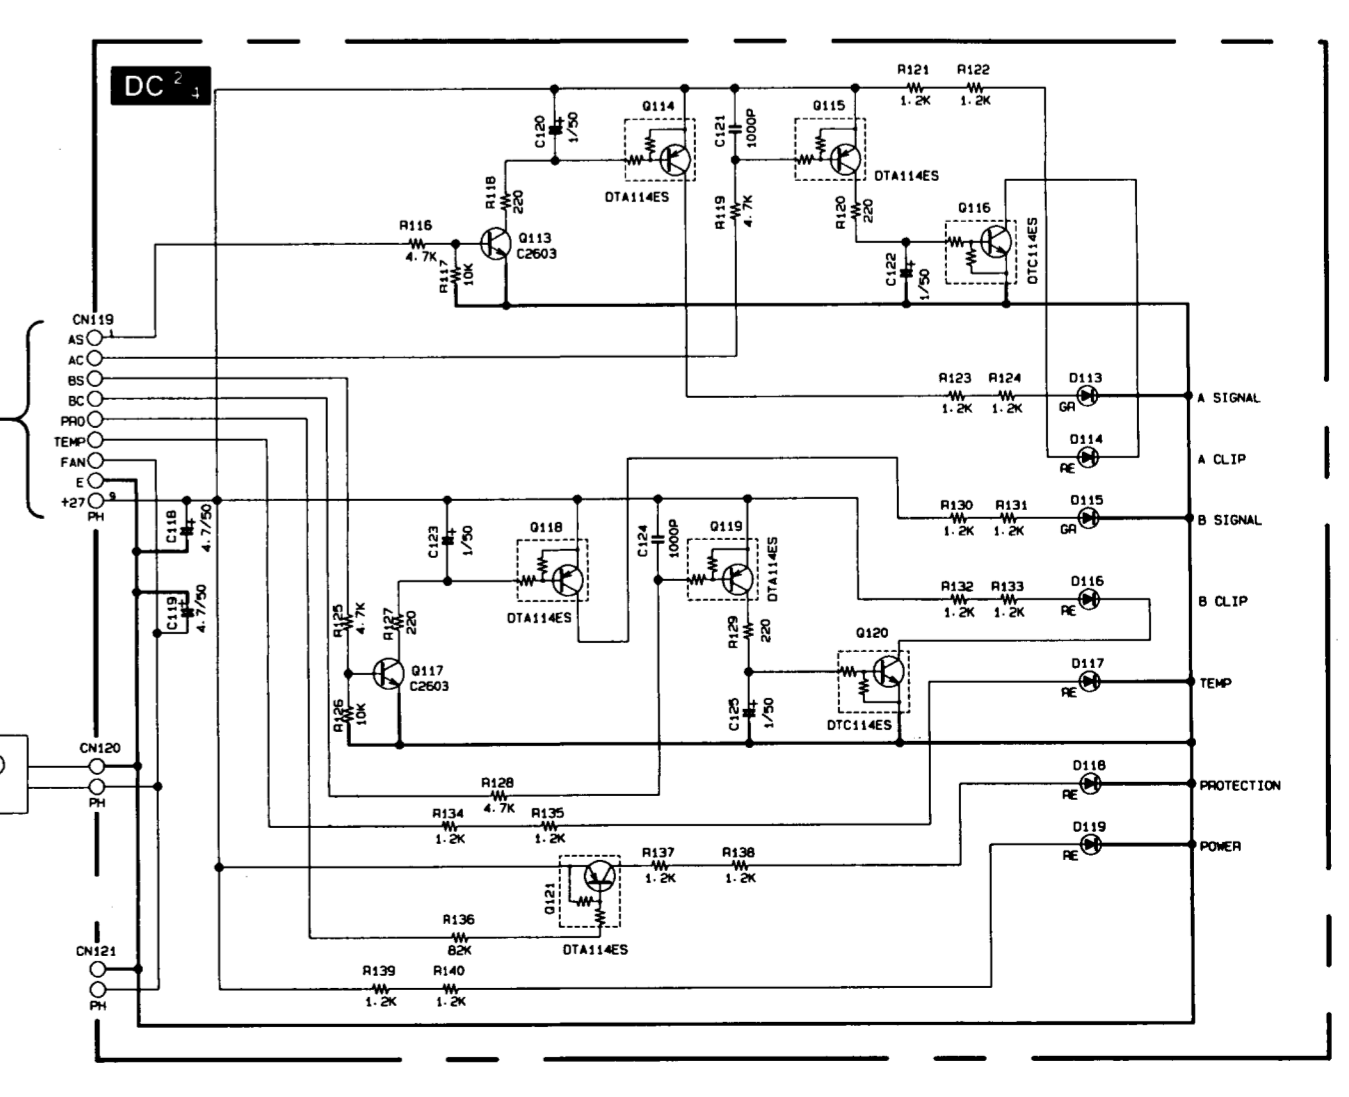 DC 2/4
R121 R122
1.2K 1.2K
C120
1/50
Q114
DTA114ES
C121
1000P
Q115
DTA114ES
R118
220
R119
4.7K
R120
220
Q116
DTC114ES
R116
4.7K
R117
10K
Q113
C2603
C122
1/50
CN119
AS 1
AC
BS
BC
PRO
TEMP
FAN
E
+27 9
PH
R123 R124 D113
1.2K 1.2K GR
A SIGNAL
D114
RE
A CLIP
C118
4.7/50
C119
4.7/50
C123
1/50
Q118
DTA114ES
C124
1000P
Q119
DTA114ES
R130 R131 D115
1.2K 1.2K GR
B SIGNAL
R132 R133 D116
1.2K 1.2K RE
B CLIP
R125
4.7K
R127
220
R126
10K
Q117
C2603
R129
220
C125
1/50
Q120
DTC114ES
D117
RE
TEMP
CN120
PH
R128
4.7K
D118
RE
PROTECTION
R134 R135
1.2K 1.2K
D119
RE
POWER
Q121
DTA114ES
R137 R138
1.2K 1.2K
R136
82K
CN121
PH
R139 R140
1.2K 1.2K